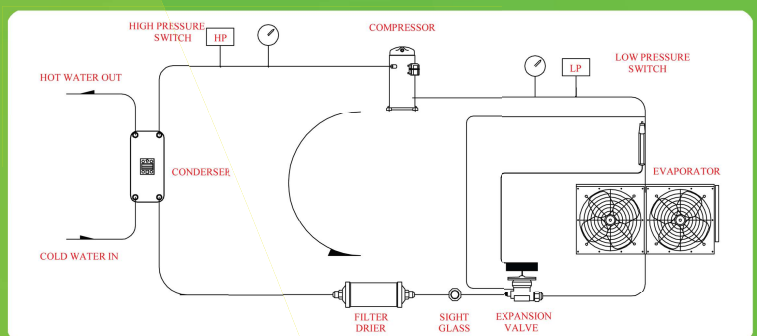 HIGH PRESSURE
SWITCH
HP
COMPRESSOR
LOW PRESSURE
SWITCH
LP
HOT WATER OUT
CONDERSER
EVAPORATOR
COLD WATER IN
FILTER
DRIER
SIGHT
GLASS
EXPANSION
VALVE